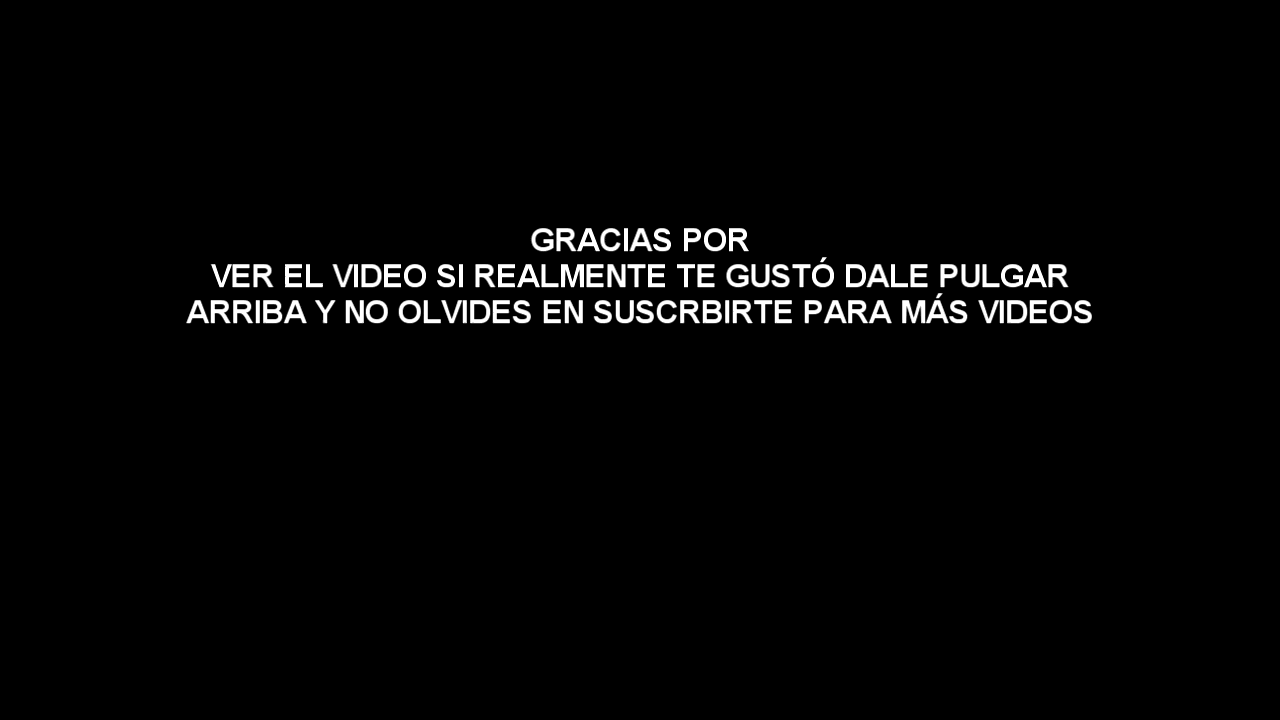 GRACIAS POR
VER EL VIDEO SI REALMENTE TE GUSTÓ DALE PULGAR
ARRIBA Y NO OLVIDES EN SUSCRBIRTE PARA MÁS VIDEOS